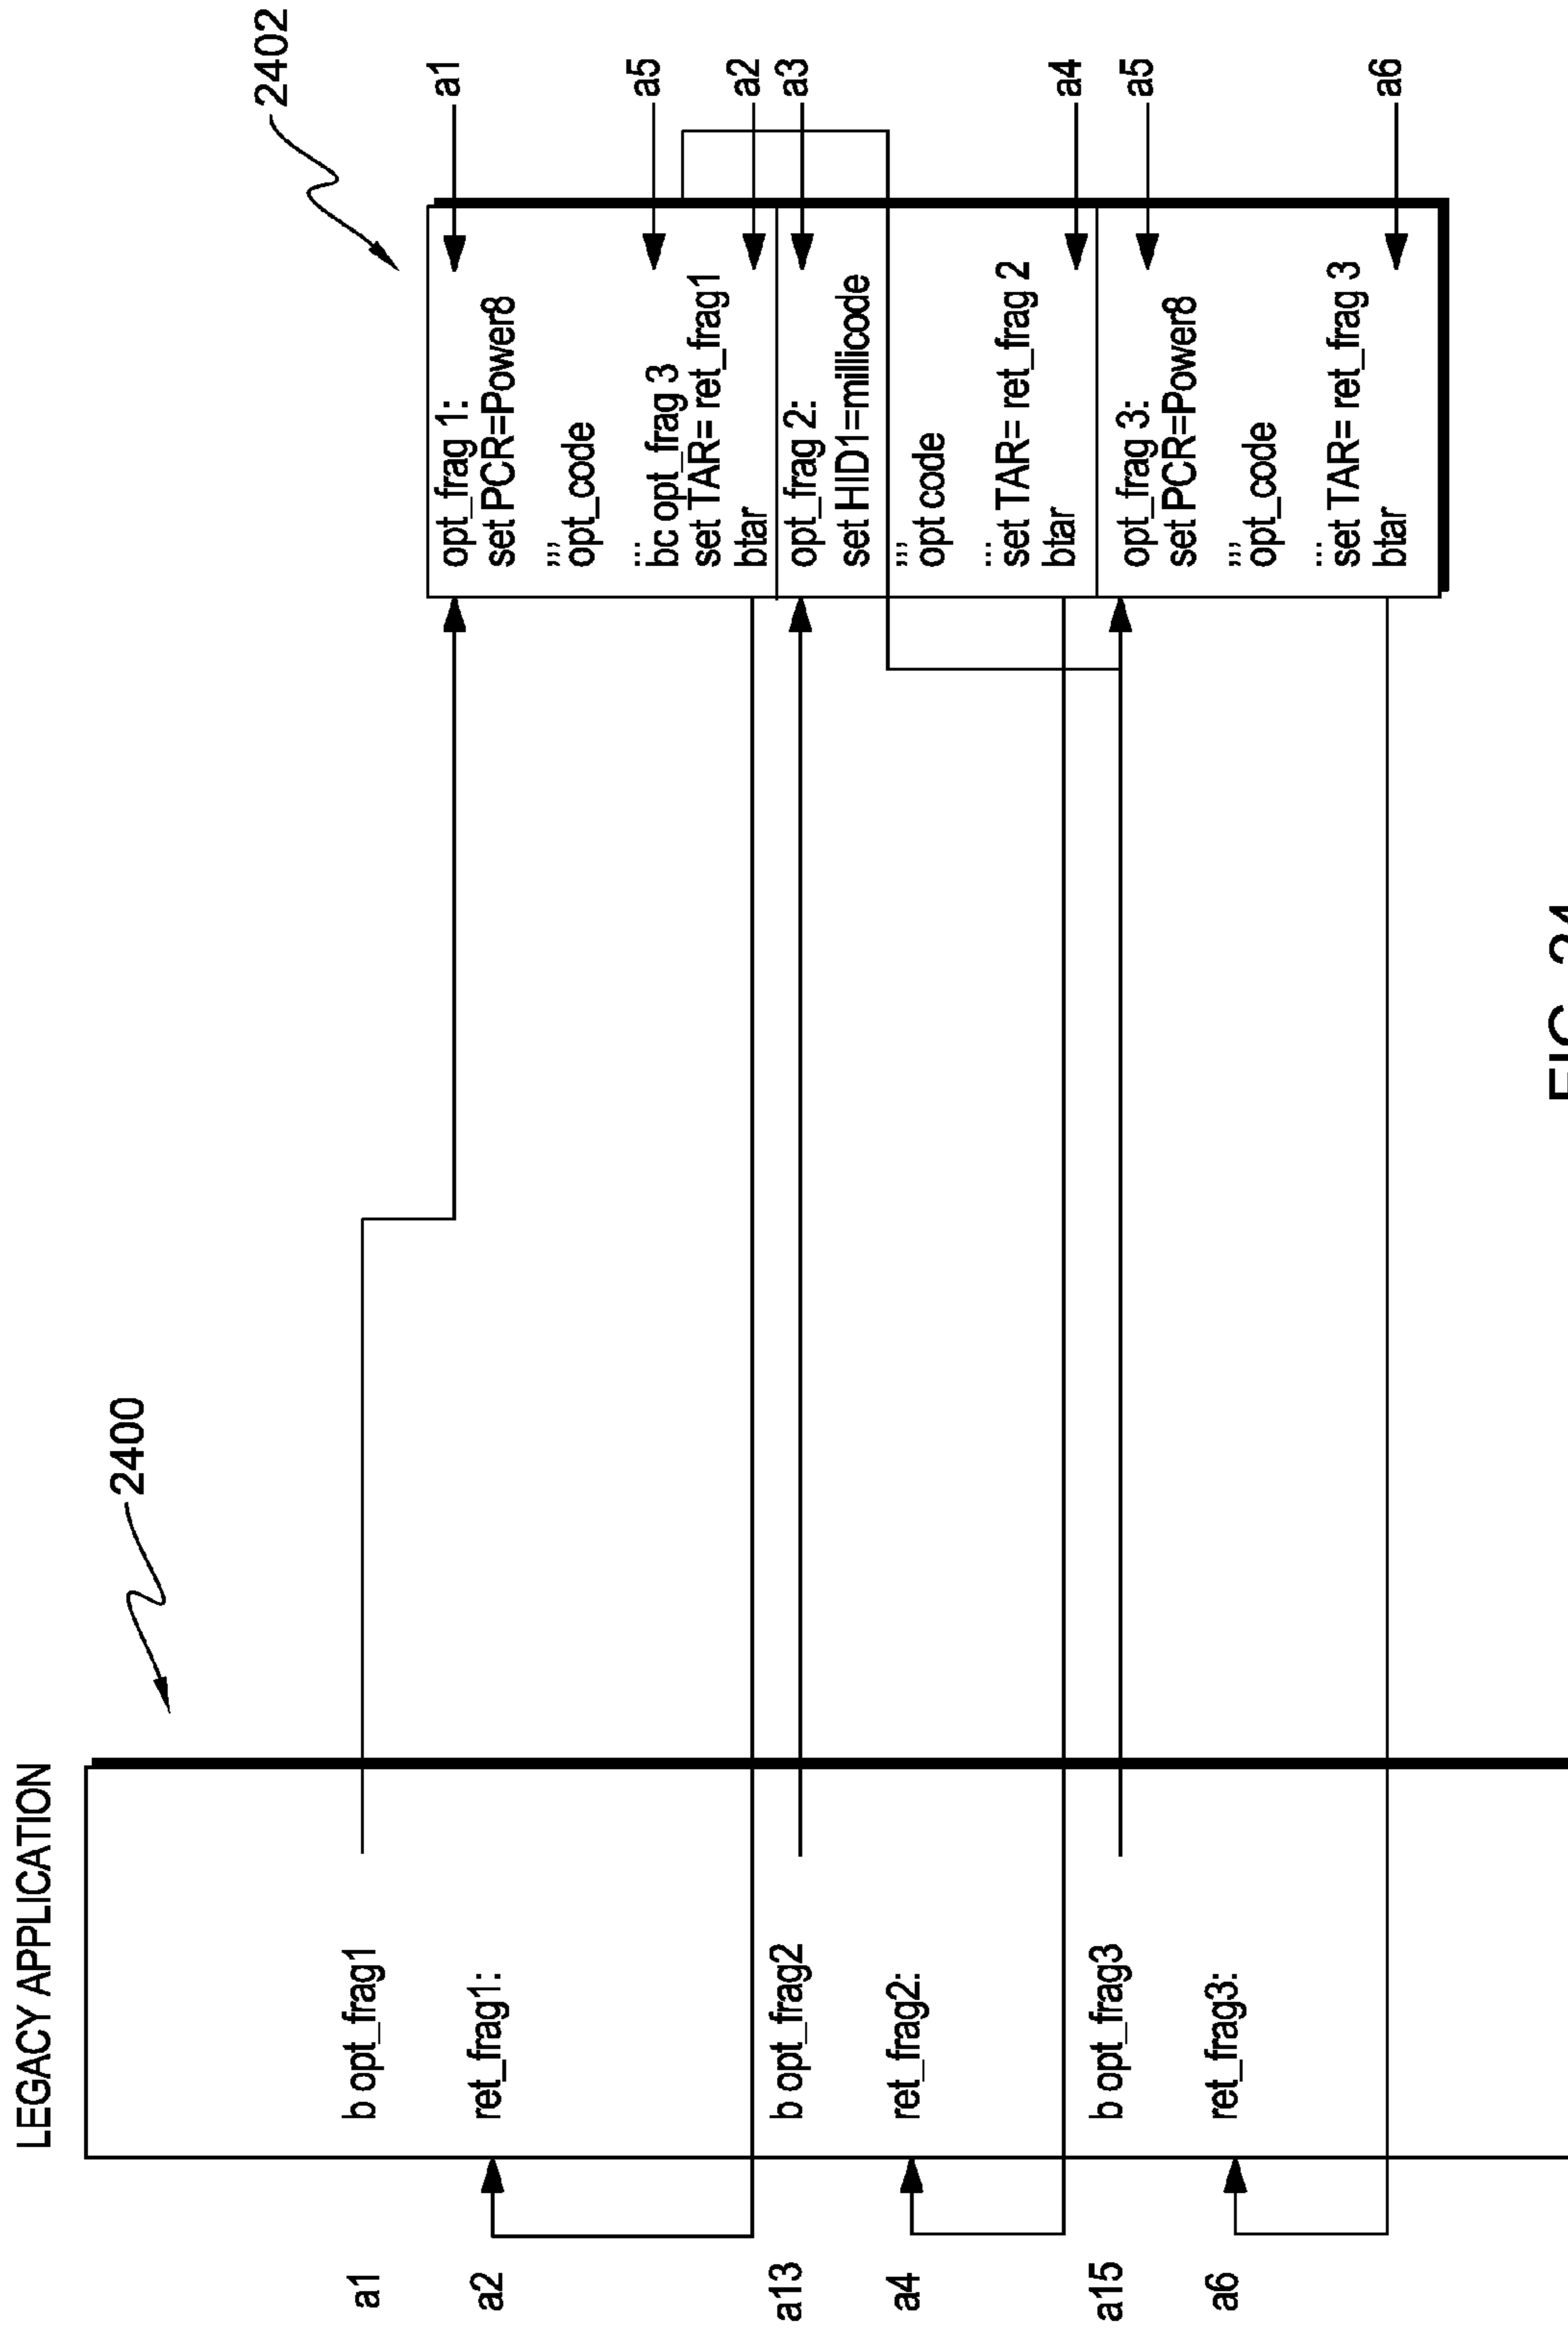 LEGACY APPLICATION
2400
2402
a1
b opt_frag1
a2
ret_frag1:
a13
b opt_frag2
a4
ret_frag2:
a15
b opt_frag3
a6
ret_frag3:
opt_frag 1:
a1
set PCR=Power8
,,,
opt_code
...
a5
bc opt_frag 3
set TAR= ret_frag1
btar
a2
opt_frag 2:
a3
set HID1=millicode
,,,
opt code
...
set TAR= ret_frag 2
btar
a4
opt_frag 3:
a5
set PCR=Power8
,,,
opt_code
...
set TAR= ret_frag 3
btar
a6
FIG. 24